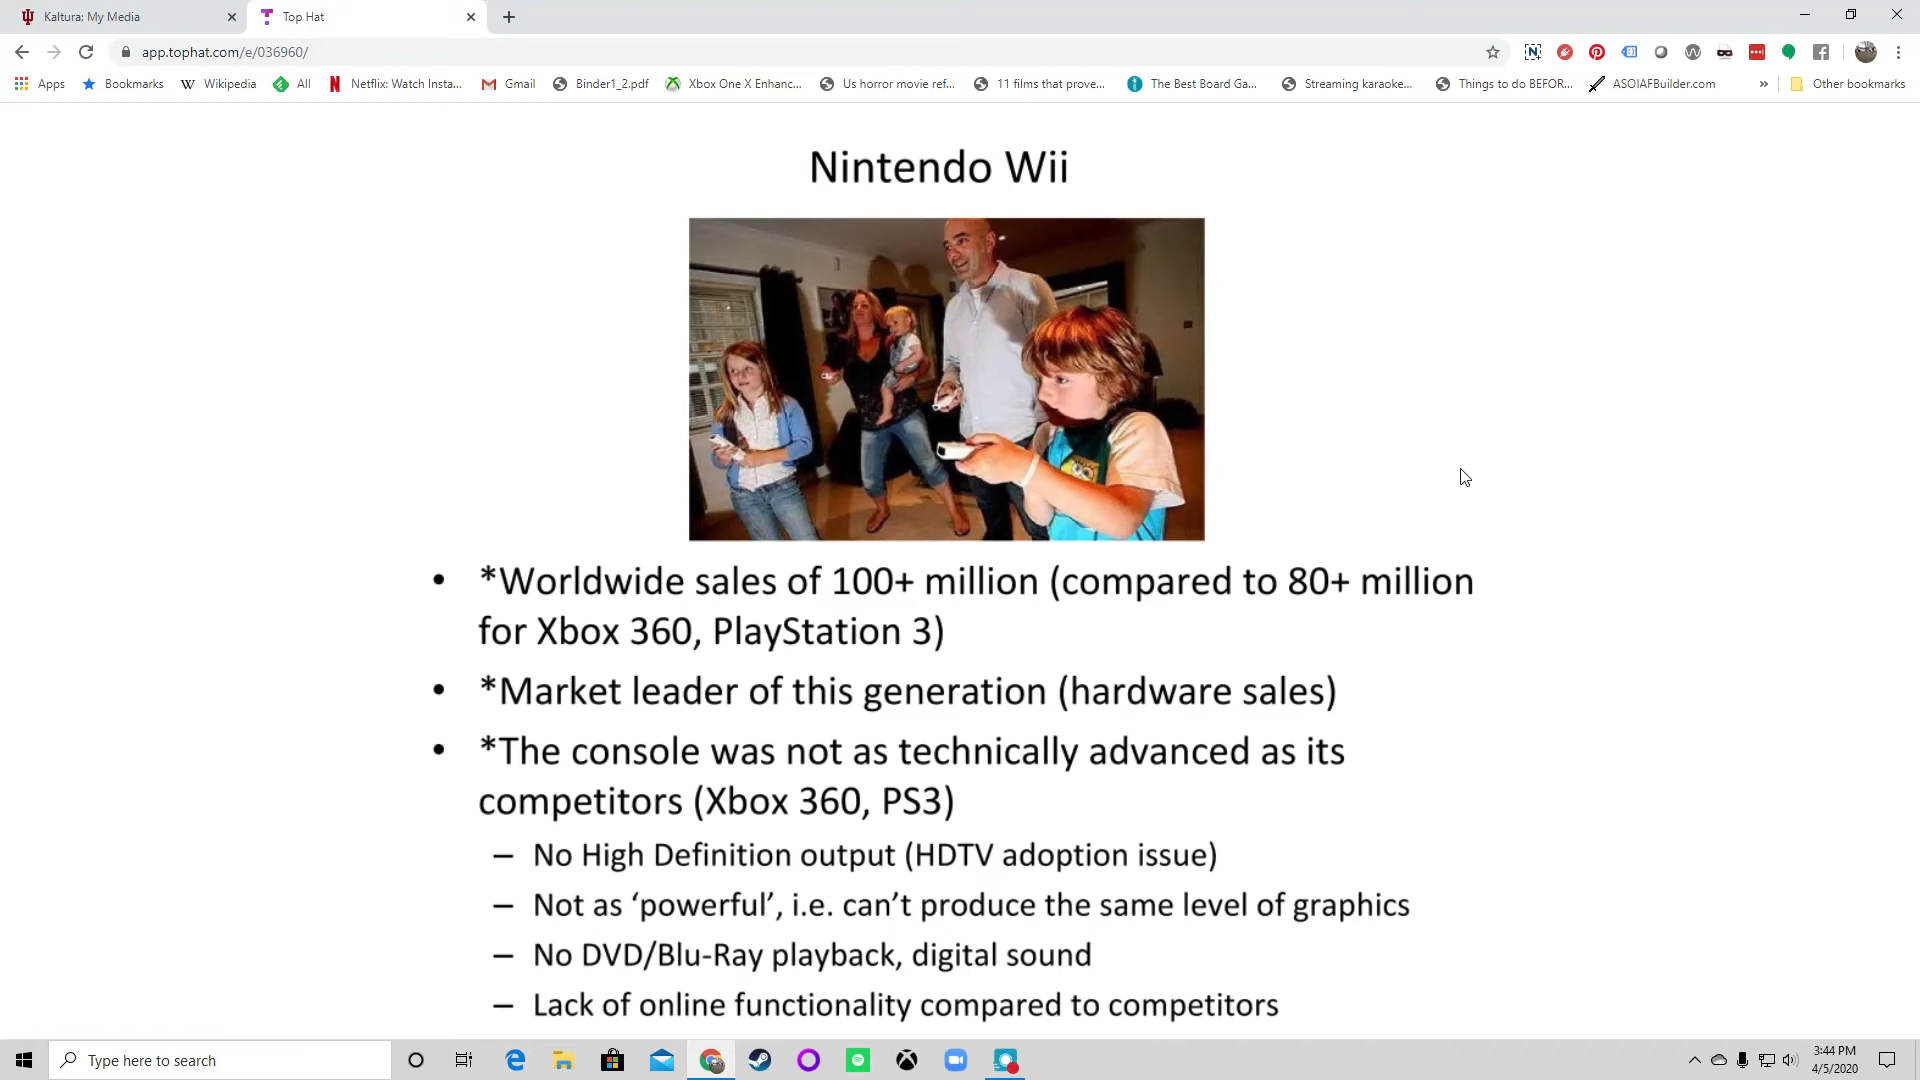 Kaltura: My Media
Top Hat
app.tophat.com/e/036960/
Apps
Bookmarks
Wikipedia
All
Netflix: Watch Insta...
Gmail
Binder1_2.pdf
Xbox One X Enhanc...
Us horror movie ref...
11 films that prove...
The Best Board Ga...
Streaming karaoke...
Things to do BEFOR...
ASOIAFBuilder.com
»
Other bookmarks
Nintendo Wii
• *Worldwide sales of 100+ million (compared to 80+ million
for Xbox 360, PlayStation 3)
• *Market leader of this generation (hardware sales)
• *The console was not as technically advanced as its
competitors (Xbox 360, PS3)
– No High Definition output (HDTV adoption issue)
– Not as ‘powerful’, i.e. can’t produce the same level of graphics
– No DVD/Blu-Ray playback, digital sound
– Lack of online functionality compared to competitors
Type here to search
3:44 PM
4/5/2020